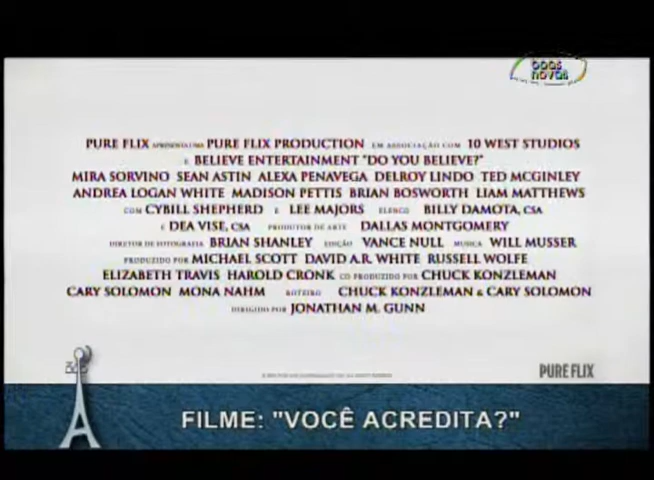 boas
novas
PURE FLIX APRESENTA UMA PURE FLIX PRODUCTION EM ASSOCIAÇÃO COM 10 WEST STUDIOS
E BELIEVE ENTERTAINMENT "DO YOU BELIEVE?"
MIRA SORVINO SEAN ASTIN ALEXA PENAVEGA DELROY LINDO TED MCGINLEY
ANDREA LOGAN WHITE MADISON PETTIS BRIAN BOSWORTH LIAM MATTHEWS
COM CYBILL SHEPHERD E LEE MAJORS ELENCO BILLY DAMOTA, CSA
E DEA VISE, CSA PRODUTOR DE ARTE DALLAS MONTGOMERY
DIRETOR DE FOTOGRAFIA BRIAN SHANLEY EDIÇÃO VANCE NULL MUSICA WILL MUSSER
PRODUZIDO POR MICHAEL SCOTT DAVID A.R. WHITE RUSSELL WOLFE
ELIZABETH TRAVIS HAROLD CRONK CO PRODUZIDO POR CHUCK KONZLEMAN
CARY SOLOMON MONA NAHM ROTEIRO CHUCK KONZLEMAN & CARY SOLOMON
DIRIGIDO POR JONATHAN M. GUNN
PURE FLIX
FILME: "VOCÊ ACREDITA?"